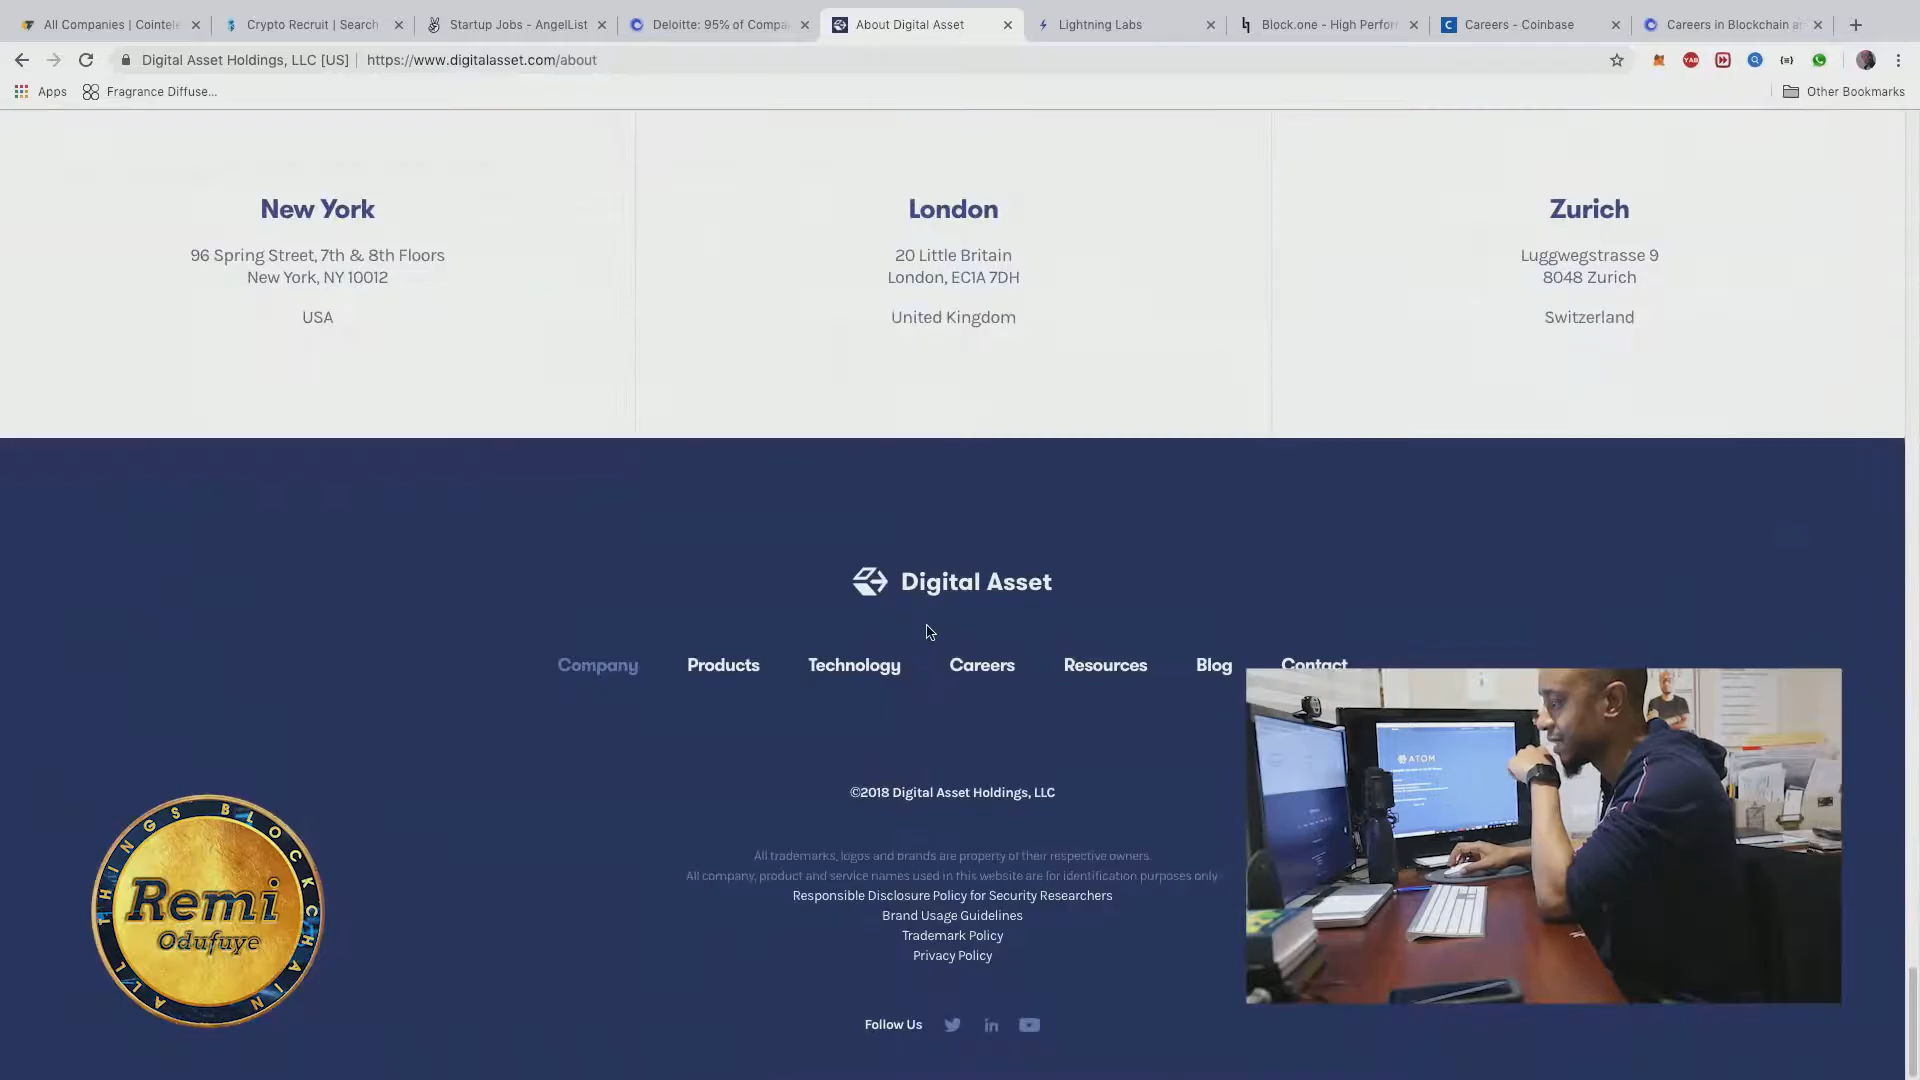 All Companies | Cointele
Crypto Recruit | Search
Startup Jobs - AngelList
Deloitte: 95% of Compa
About Digital Asset
Lightning Labs
Block.one - High Perfor
Careers - Coinbase
Careers in Blockchain a
Digital Asset Holdings, LLC [US]
https://www.digitalasset.com/about
YAB
Apps
Fragrance Diffuse...
Other Bookmarks
New York
96 Spring Street, 7th & 8th Floors
New York, NY 10012
USA
London
20 Little Britain
London, EC1A 7DH
United Kingdom
Zurich
Luggwegstrasse 9
8048 Zurich
Switzerland
Digital Asset
Company
Products
Technology
Careers
Resources
Blog
Contact
©2018 Digital Asset Holdings, LLC
All trademarks, logos and brands are property of their respective owners.
All company, product and service names used in this website are for identification purposes only
Responsible Disclosure Policy for Security Researchers
Brand Usage Guidelines
Trademark Policy
Privacy Policy
Follow Us
ALL THINGS BLOCKCHAIN
Remi
Odufuye
ATOM